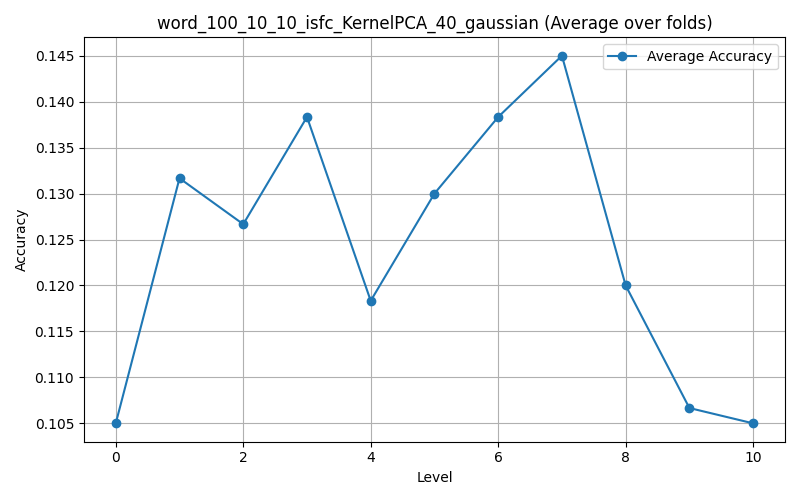 word_100_10_10_isfc_KernelPCA_40_gaussian (Average over folds)
Average Accuracy
Accuracy
0.145
0.140
0.135
0.130
0.125
0.120
0.115
0.110
0.105
0 2 4 6 8 10
Level